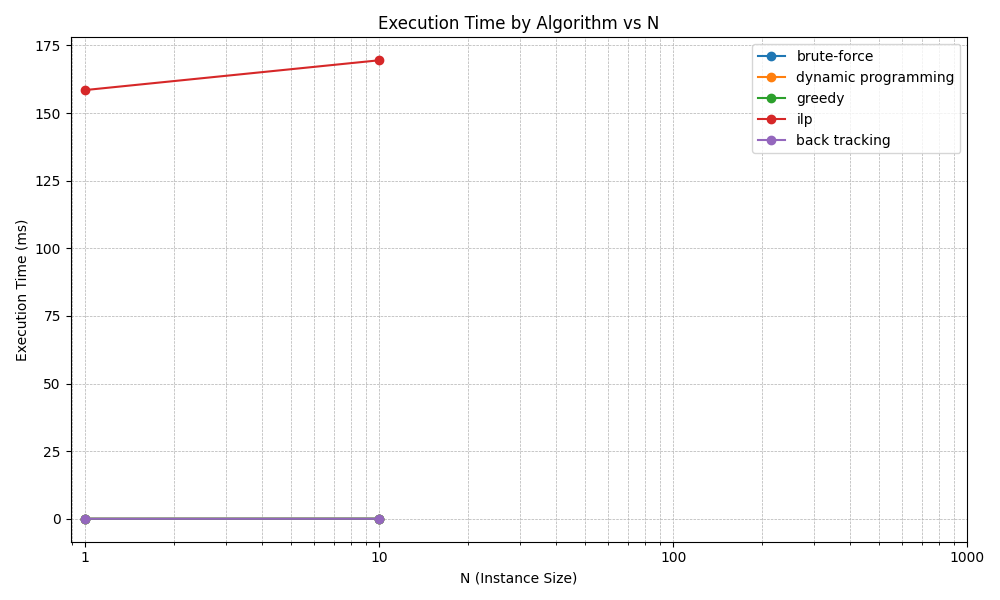 Execution Time by Algorithm vs N
175
150
125
100
75
50
25
0
Execution Time (ms)
brute-force
dynamic programming
greedy
ilp
back tracking
1
10
100
1000
N (Instance Size)